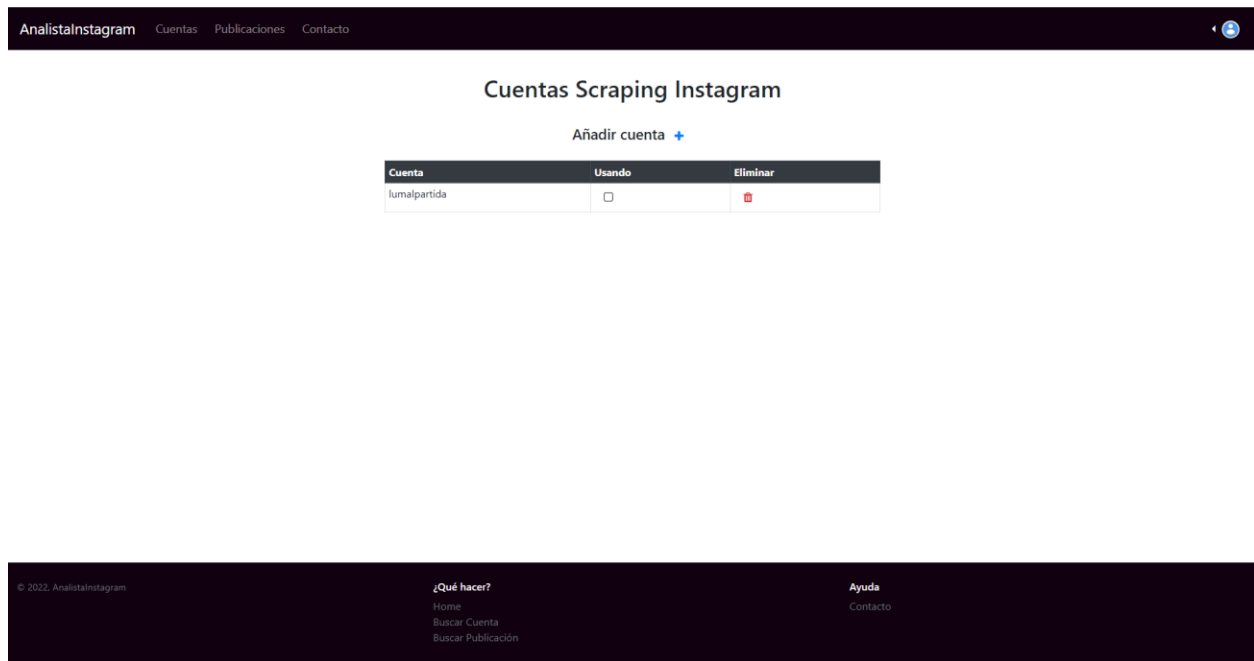 AnalistaInstagram Cuentas Publicaciones Contacto
Cuentas Scraping Instagram
Añadir cuenta +
Cuenta Usando Eliminar
lumalpartida
© 2022. AnalistaInstagram
¿Qué hacer?
Home
Buscar Cuenta
Buscar Publicación
Ayuda
Contacto